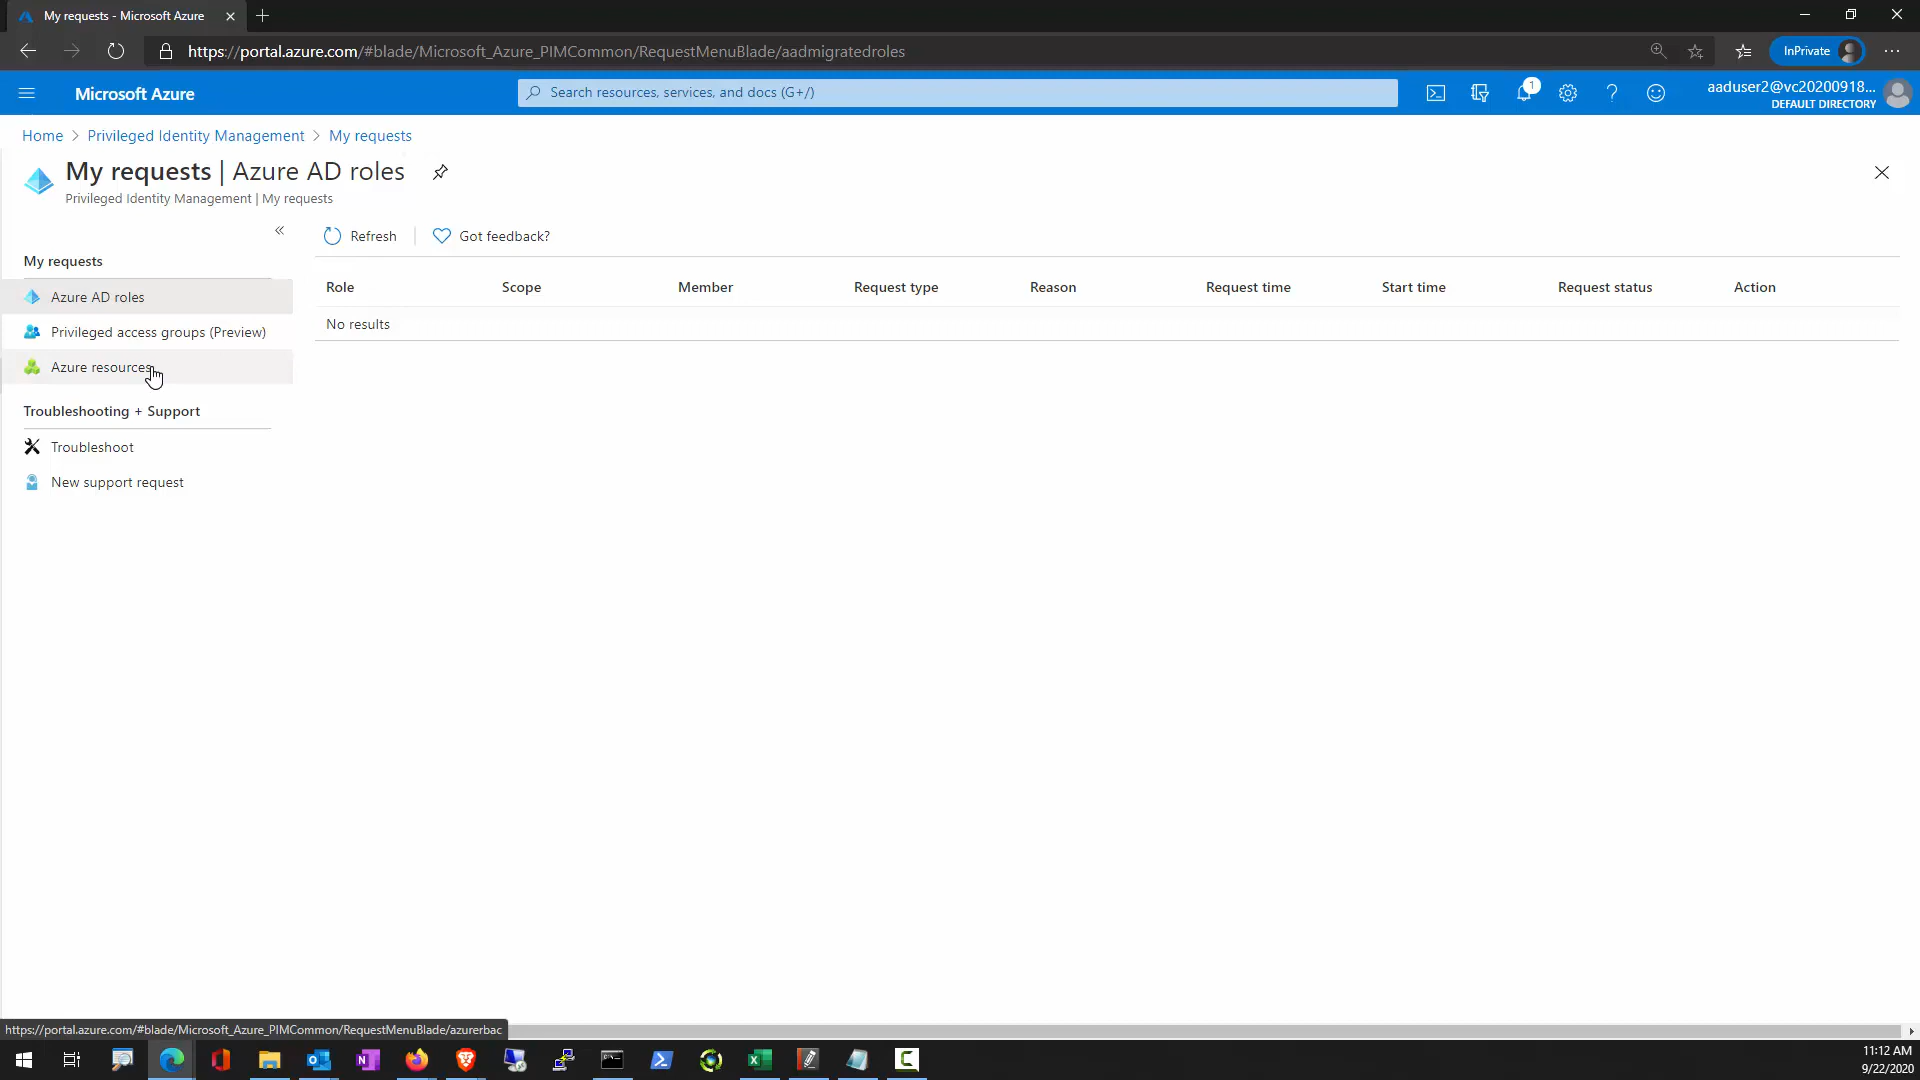 My requests - Microsoft Azure
https://portal.azure.com/#blade/Microsoft_Azure_PIMCommon/RequestMenuBlade/aadmigratedroles
InPrivate
Microsoft Azure
Search resources, services, and docs (G+/)
1
aaduser2@vc20200918...
DEFAULT DIRECTORY
Home > Privileged Identity Management > My requests
My requests | Azure AD roles
Privileged Identity Management | My requests
Refresh
Got feedback?
My requests
Azure AD roles
Privileged access groups (Preview)
Azure resources
Troubleshooting + Support
Troubleshoot
New support request
Role Scope Member Request type Reason Request time Start time Request status Action
No results
https://portal.azure.com/#blade/Microsoft_Azure_PIMCommon/RequestMenuBlade/azurerbac
11:12 AM
9/22/2020